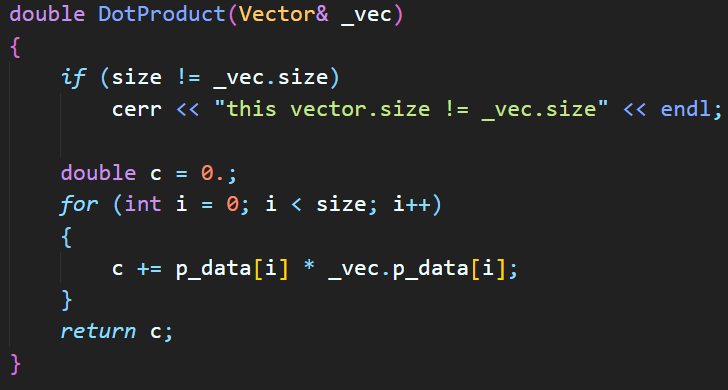 double DotProduct(Vector& _vec)
{
    if (size != _vec.size)
        cerr << "this vector.size != _vec.size" << endl;
    double c = 0.;
    for (int i = 0; i < size; i++)
    {
        c += p_data[i] * _vec.p_data[i];
    }
    return c;
}